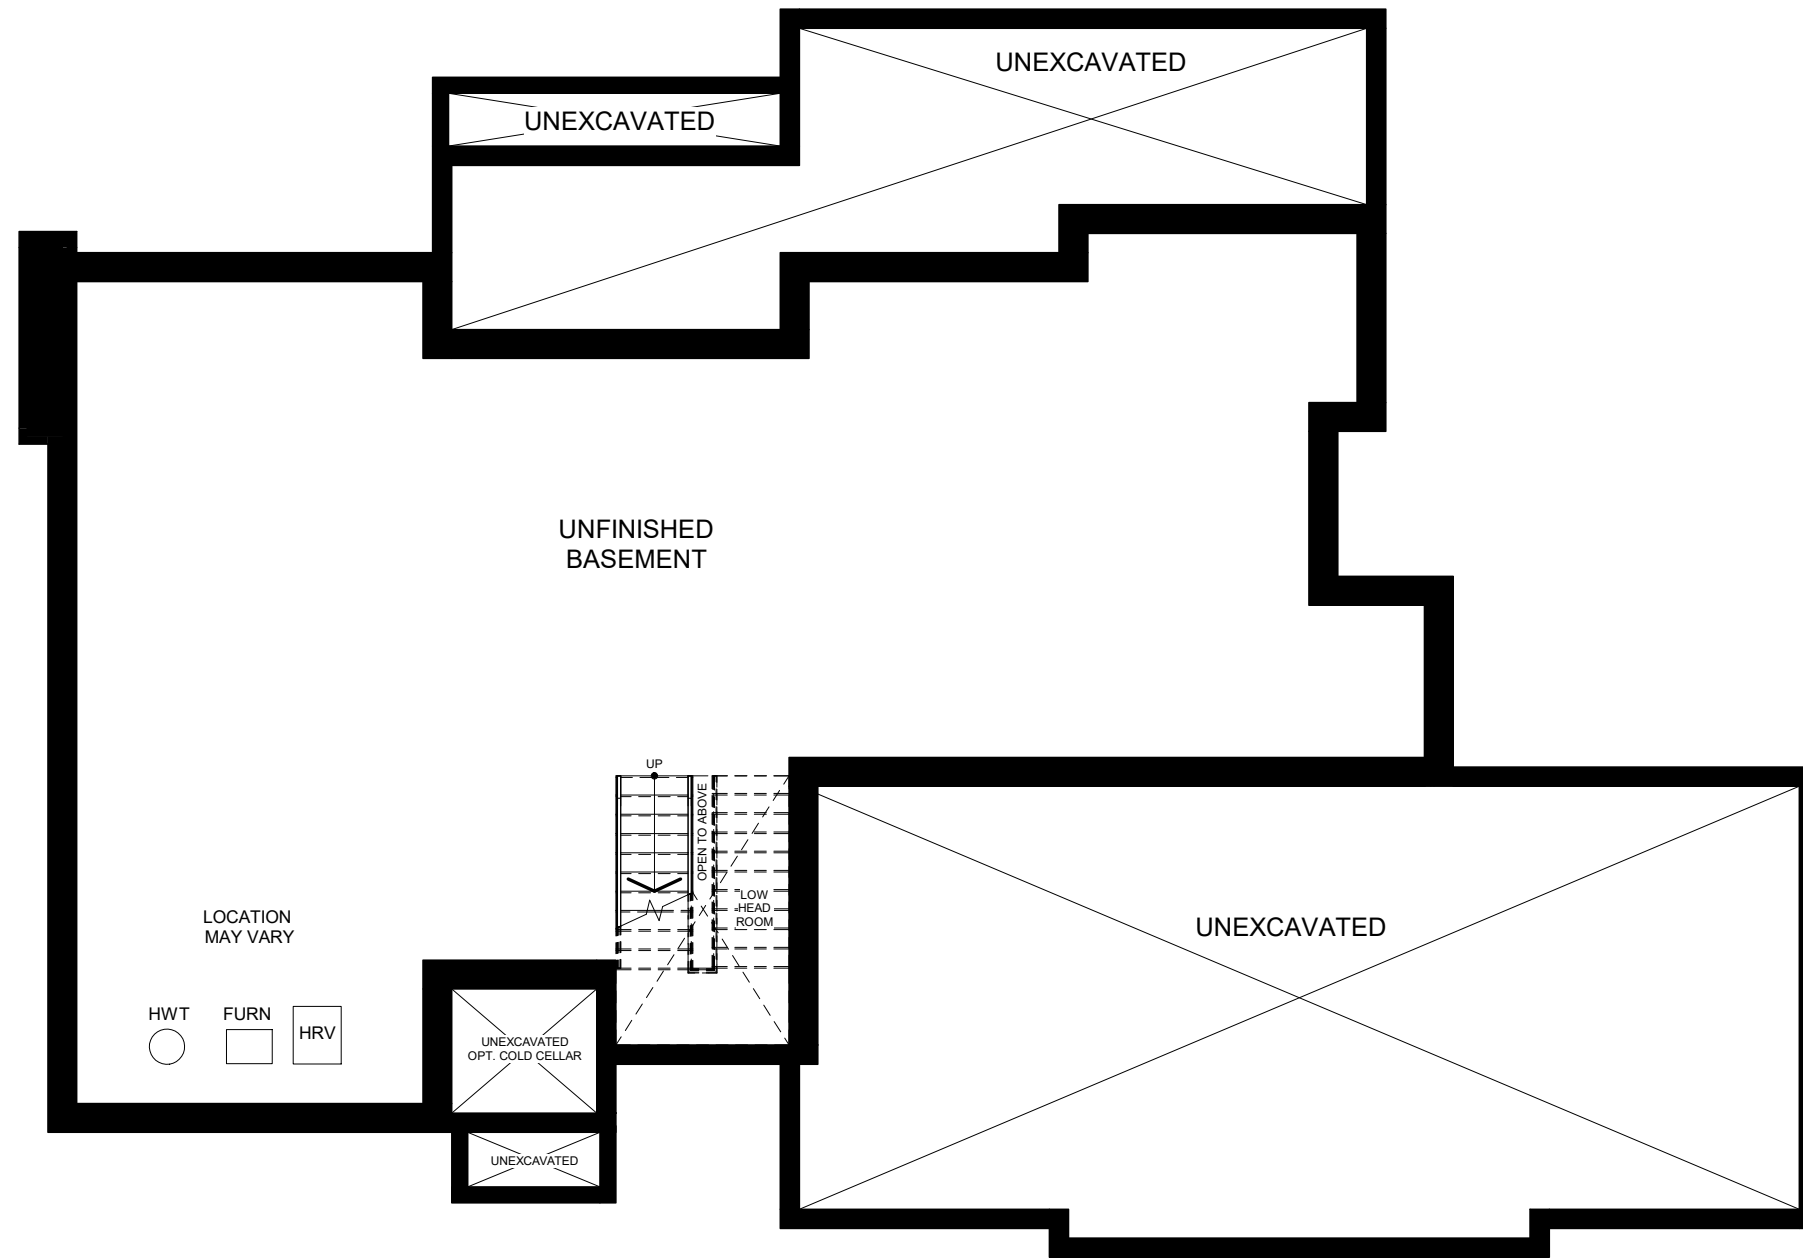 UNEXCAVATED
UNEXCAVATED
UNFINISHED
BASEMENT
UP
OPEN TO ABOVE
LOW
HEAD
ROOM
LOCATION
MAY VARY
UNEXCAVATED
HWT
FURN
HRV
UNEXCAVATED
OPT. COLD CELLAR
UNEXCAVATED